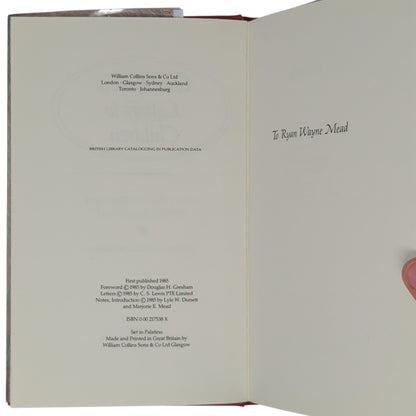 William Collins Sons & Co Ltd
London · Glasgow · Sydney · Auckland
Toronto · Johannesburg
BRITISH LIBRARY CATALOGUING IN PUBLICATION DATA
First published 1985
Foreword © 1985 by Douglas H. Gresham
Letters © 1985 by C. S. Lewis PTE Limited
Notes, Introduction © 1985 by Lyle W. Dorsett
and Marjorie E. Mead
ISBN 0 00 217538 X
Set in Palatino
Made and Printed in Great Britain by
William Collins Sons & Co Ltd Glasgow
To Ryan Wayne Mead